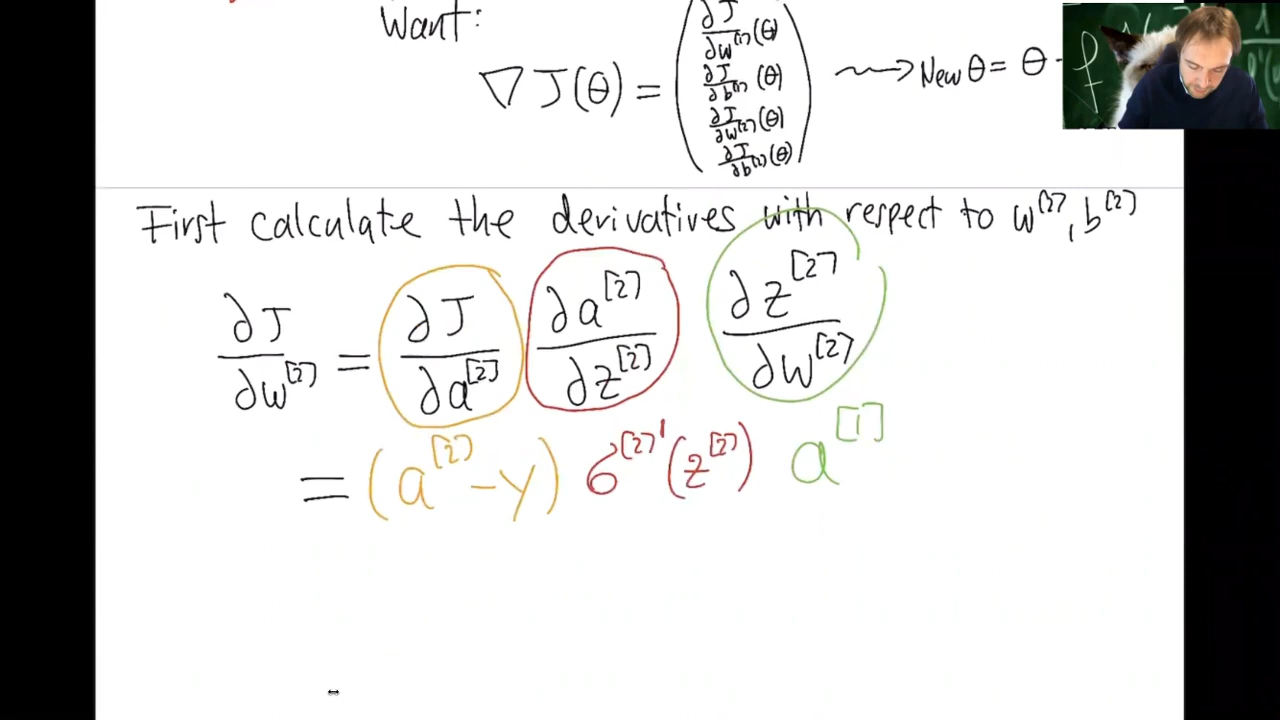 Want:
∇J(θ) = ( ∂J/∂w^[1] (θ)
∂J/∂b^[1] (θ)
∂J/∂w^[2] (θ)
∂J/∂b^[2] (θ) ) ⇝ New θ = θ -
First calculate the derivatives with respect to w^[2], b^[2]
∂J/∂w^[2] = ∂J/∂a^[2] ∂a^[2]/∂z^[2] ∂z^[2]/∂w^[2]
= (a^[2] - y) σ^[2]' (z^[2]) a^[1]